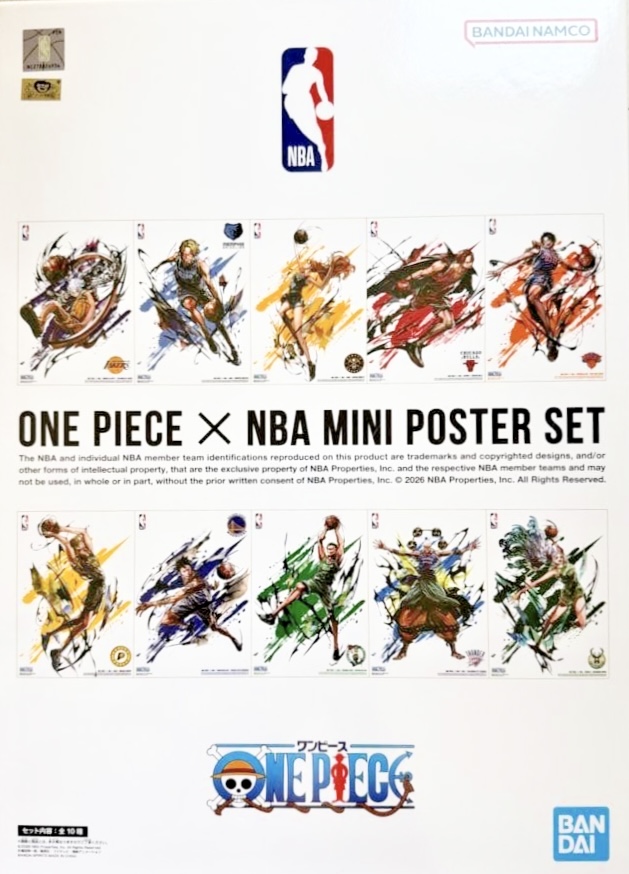 BANDAI NAMCO
NBA
LAKERS
CHICAGO
BULLS
ONE PIECE × NBA MINI POSTER SET
The NBA and individual NBA member team identifications reproduced on this product are trademarks and copyrighted designs, and/or
other forms of intellectual property, that are the exclusive property of NBA Properties, Inc. and the respective NBA member teams and may
not be used, in whole or in part, without the prior written consent of NBA Properties, Inc. © 2026 NBA Properties, Inc. All Rights Reserved.
ワンピース
ONE PIECE
セット内容:全10種
BAN
DAI